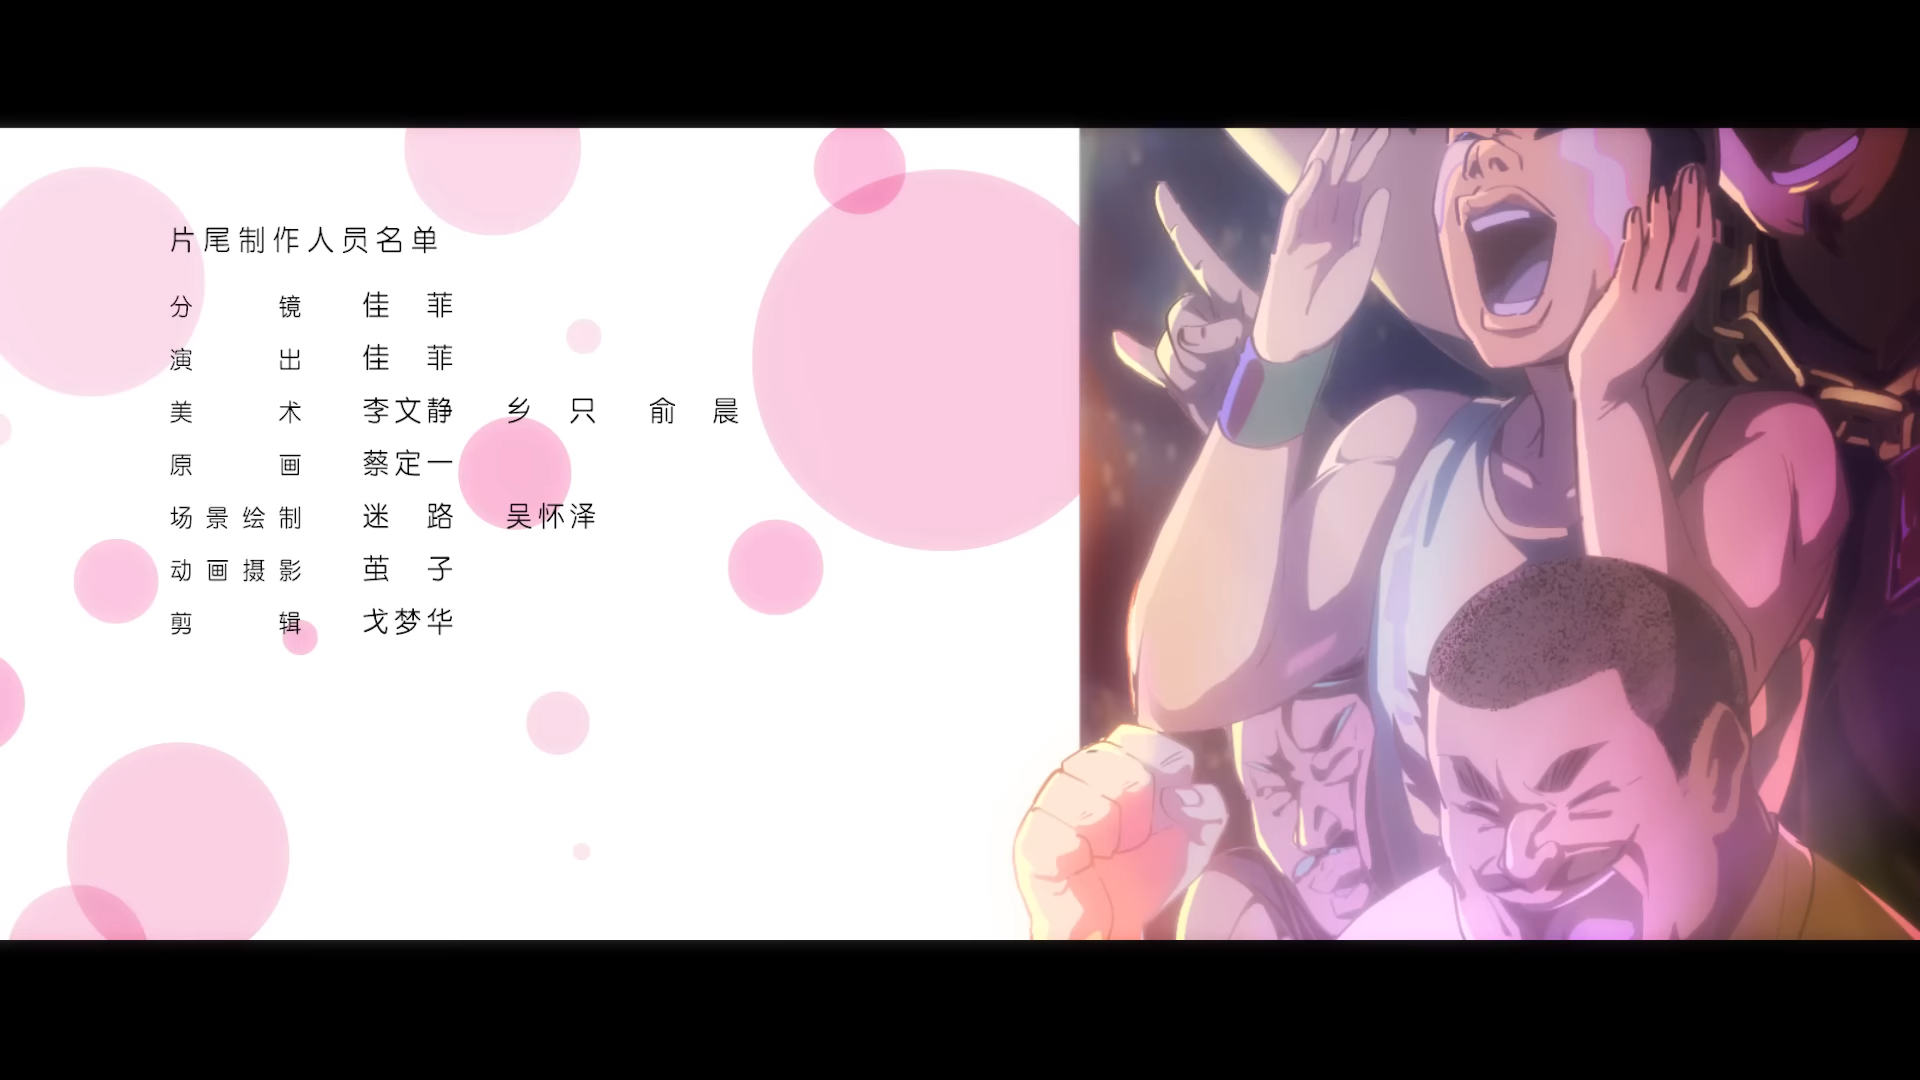 片尾制作人员名单
分镜 佳菲
演出 佳菲
美术 李文静 乡只 俞晨
原画 蔡定一
场景绘制 迷路 吴怀泽
动画摄影 茧子
剪辑 戈梦华